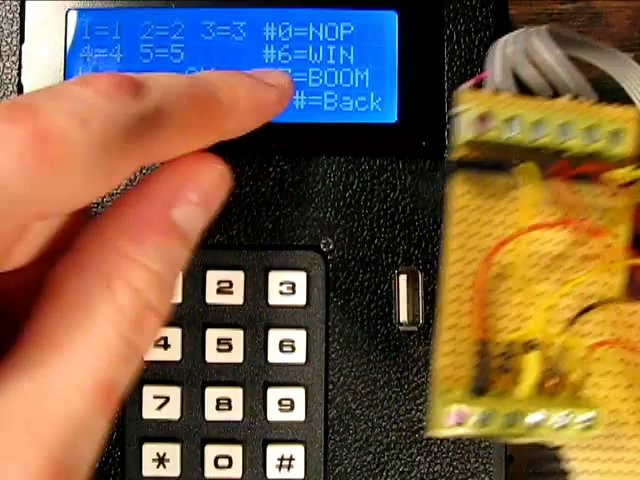 1=1 2=2 3=3 #0=NOP
4=4 5=5 #6=WIN
=BOOM
#=Back
2 3
4 5 6
7 8 9
* 0 #